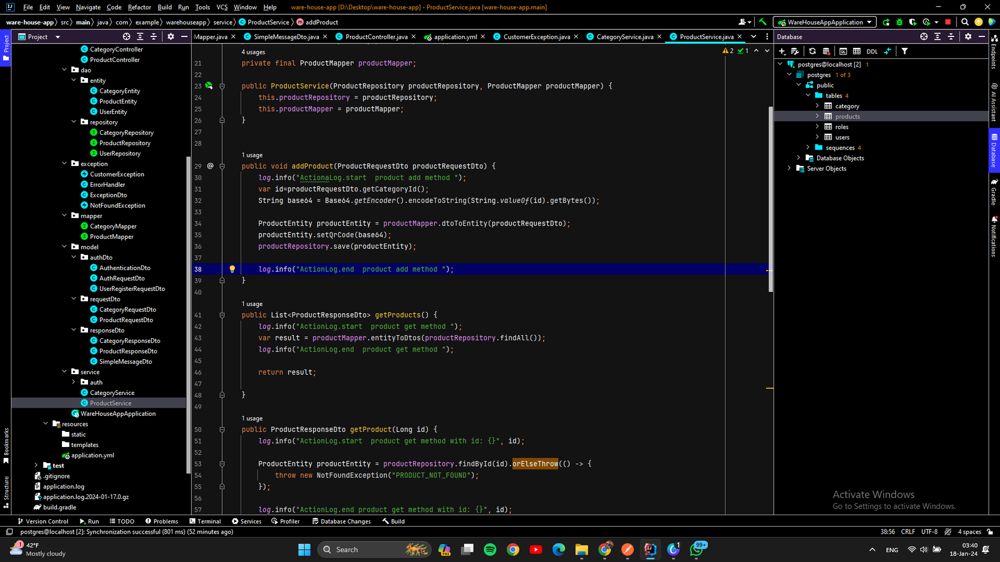 File Edit View Navigate Code Refactor Build Run Tools VCS Window Help ware-house-app [D:\Desktop\ware-house-app] - ProductService.java [ware-house-app.main]
ware-house-app src main java com example warehouseapp service ProductService addProduct WareHouseAppApplication
Project
Mapper.java SimpleMessageDto.java ProductController.java application.yml CustomerException.java CategoryService.java ProductService.java
Database
Project
CategoryController
ProductController
dao
entity
CategoryEntity
ProductEntity
UserEntity
repository
CategoryRepository
ProductRepository
UserRepository
exception
CustomerException
ErrorHandler
ExceptionDto
NotFoundException
mapper
CategoryMapper
ProductMapper
model
authDto
AuthenticationDto
AuthRequestDto
UserRegisterRequestDto
requestDto
CategoryRequestDto
ProductRequestDto
responseDto
CategoryResponseDto
ProductResponseDto
SimpleMessageDto
service
auth
CategoryService
ProductService
WareHouseAppApplication
resources
static
templates
application.yml
test
.gitignore
application.log
application.log.2024-01-17.0.gz
build.gradle
Bookmarks
Structure
4 usages
2 1
21 private final ProductMapper productMapper;
22
23 public ProductService(ProductRepository productRepository, ProductMapper productMapper) {
24 this.productRepository = productRepository;
25 this.productMapper = productMapper;
26 }
27
28
1 usage
29 @ public void addProduct(ProductRequestDto productRequestDto) {
30 log.info("ActionaLog.start  product add method ");
31 var id=productRequestDto.getCategoryId();
32 String base64 = Base64.getEncoder().encodeToString(String.valueOf(id).getBytes());
33
34 ProductEntity productEntity = productMapper.dtoToEntity(productRequestDto);
35 productEntity.setQrCode(base64);
36 productRepository.save(productEntity);
37
38 log.info("ActionLog.end  product add method ");
39 }
40
1 usage
41 public List<ProductResponseDto> getProducts() {
42 log.info("ActionLog.start  product get method ");
43 var result = productMapper.entityToDtos(productRepository.findAll());
44 log.info("ActionLog.end  product get method ");
45
46 return result;
47
48 }
49
1 usage
50 public ProductResponseDto getProduct(Long id) {
51 log.info("ActionLog.start  product get method with id: {}", id);
52
53 ProductEntity productEntity = productRepository.findById(id).orElseThrow(() -> {
54 throw new NotFoundException("PRODUCT_NOT_FOUND");
55 });
56
57 log.info("ActionLog.end product get method with id: {}", id);
DDL
postgres@localhost [2] 1
postgres 1 of 3
public
tables 4
category
products
roles
users
sequences 4
Database Objects
Server Objects
Endpoints
AI Assistant
Database
Gradle
Notifications
Activate Windows
Go to Settings to activate Windows.
Version Control Run TODO Problems Terminal Services Profiler Database Changes Build
postgres@localhost [2]: Synchronization successful (801 ms) (52 minutes ago) 38:56 CRLF UTF-8 4 spaces
1 42°F
Mostly cloudy
Search
PRE
1
99+
ENG
03:40
18-Jan-24